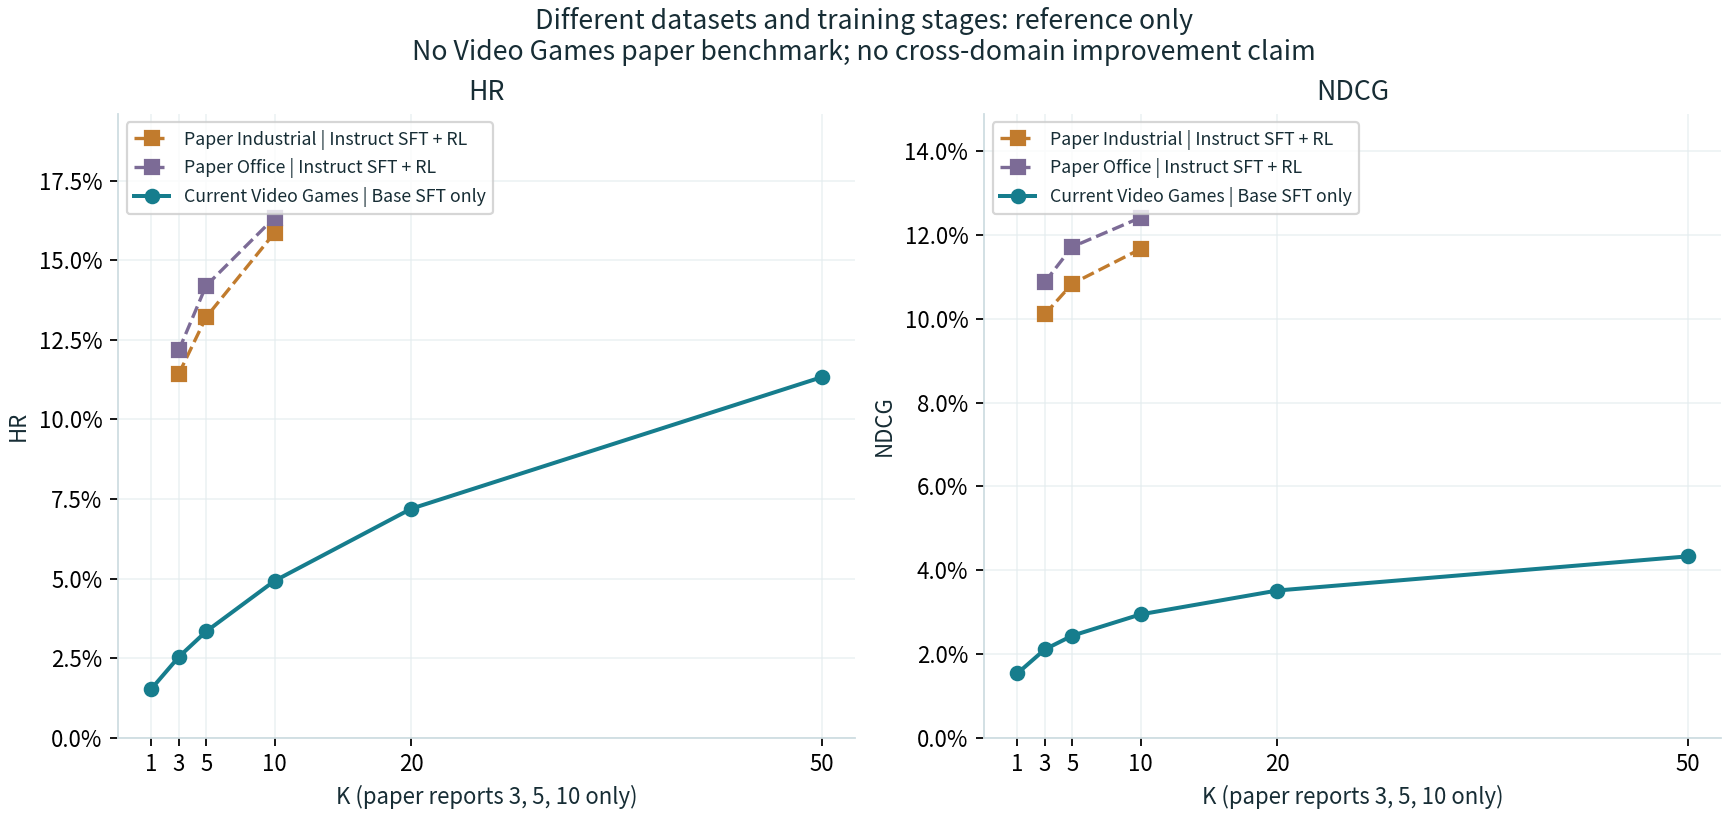 Different datasets and training stages: reference only
No Video Games paper benchmark; no cross-domain improvement claim
HR
Paper Industrial | Instruct SFT + RL
Paper Office | Instruct SFT + RL
Current Video Games | Base SFT only
17.5%
15.0%
12.5%
10.0%
7.5%
5.0%
2.5%
0.0%
HR
1 3 5 10 20 50
K (paper reports 3, 5, 10 only)
NDCG
Paper Industrial | Instruct SFT + RL
Paper Office | Instruct SFT + RL
Current Video Games | Base SFT only
14.0%
12.0%
10.0%
8.0%
6.0%
4.0%
2.0%
0.0%
NDCG
1 3 5 10 20 50
K (paper reports 3, 5, 10 only)